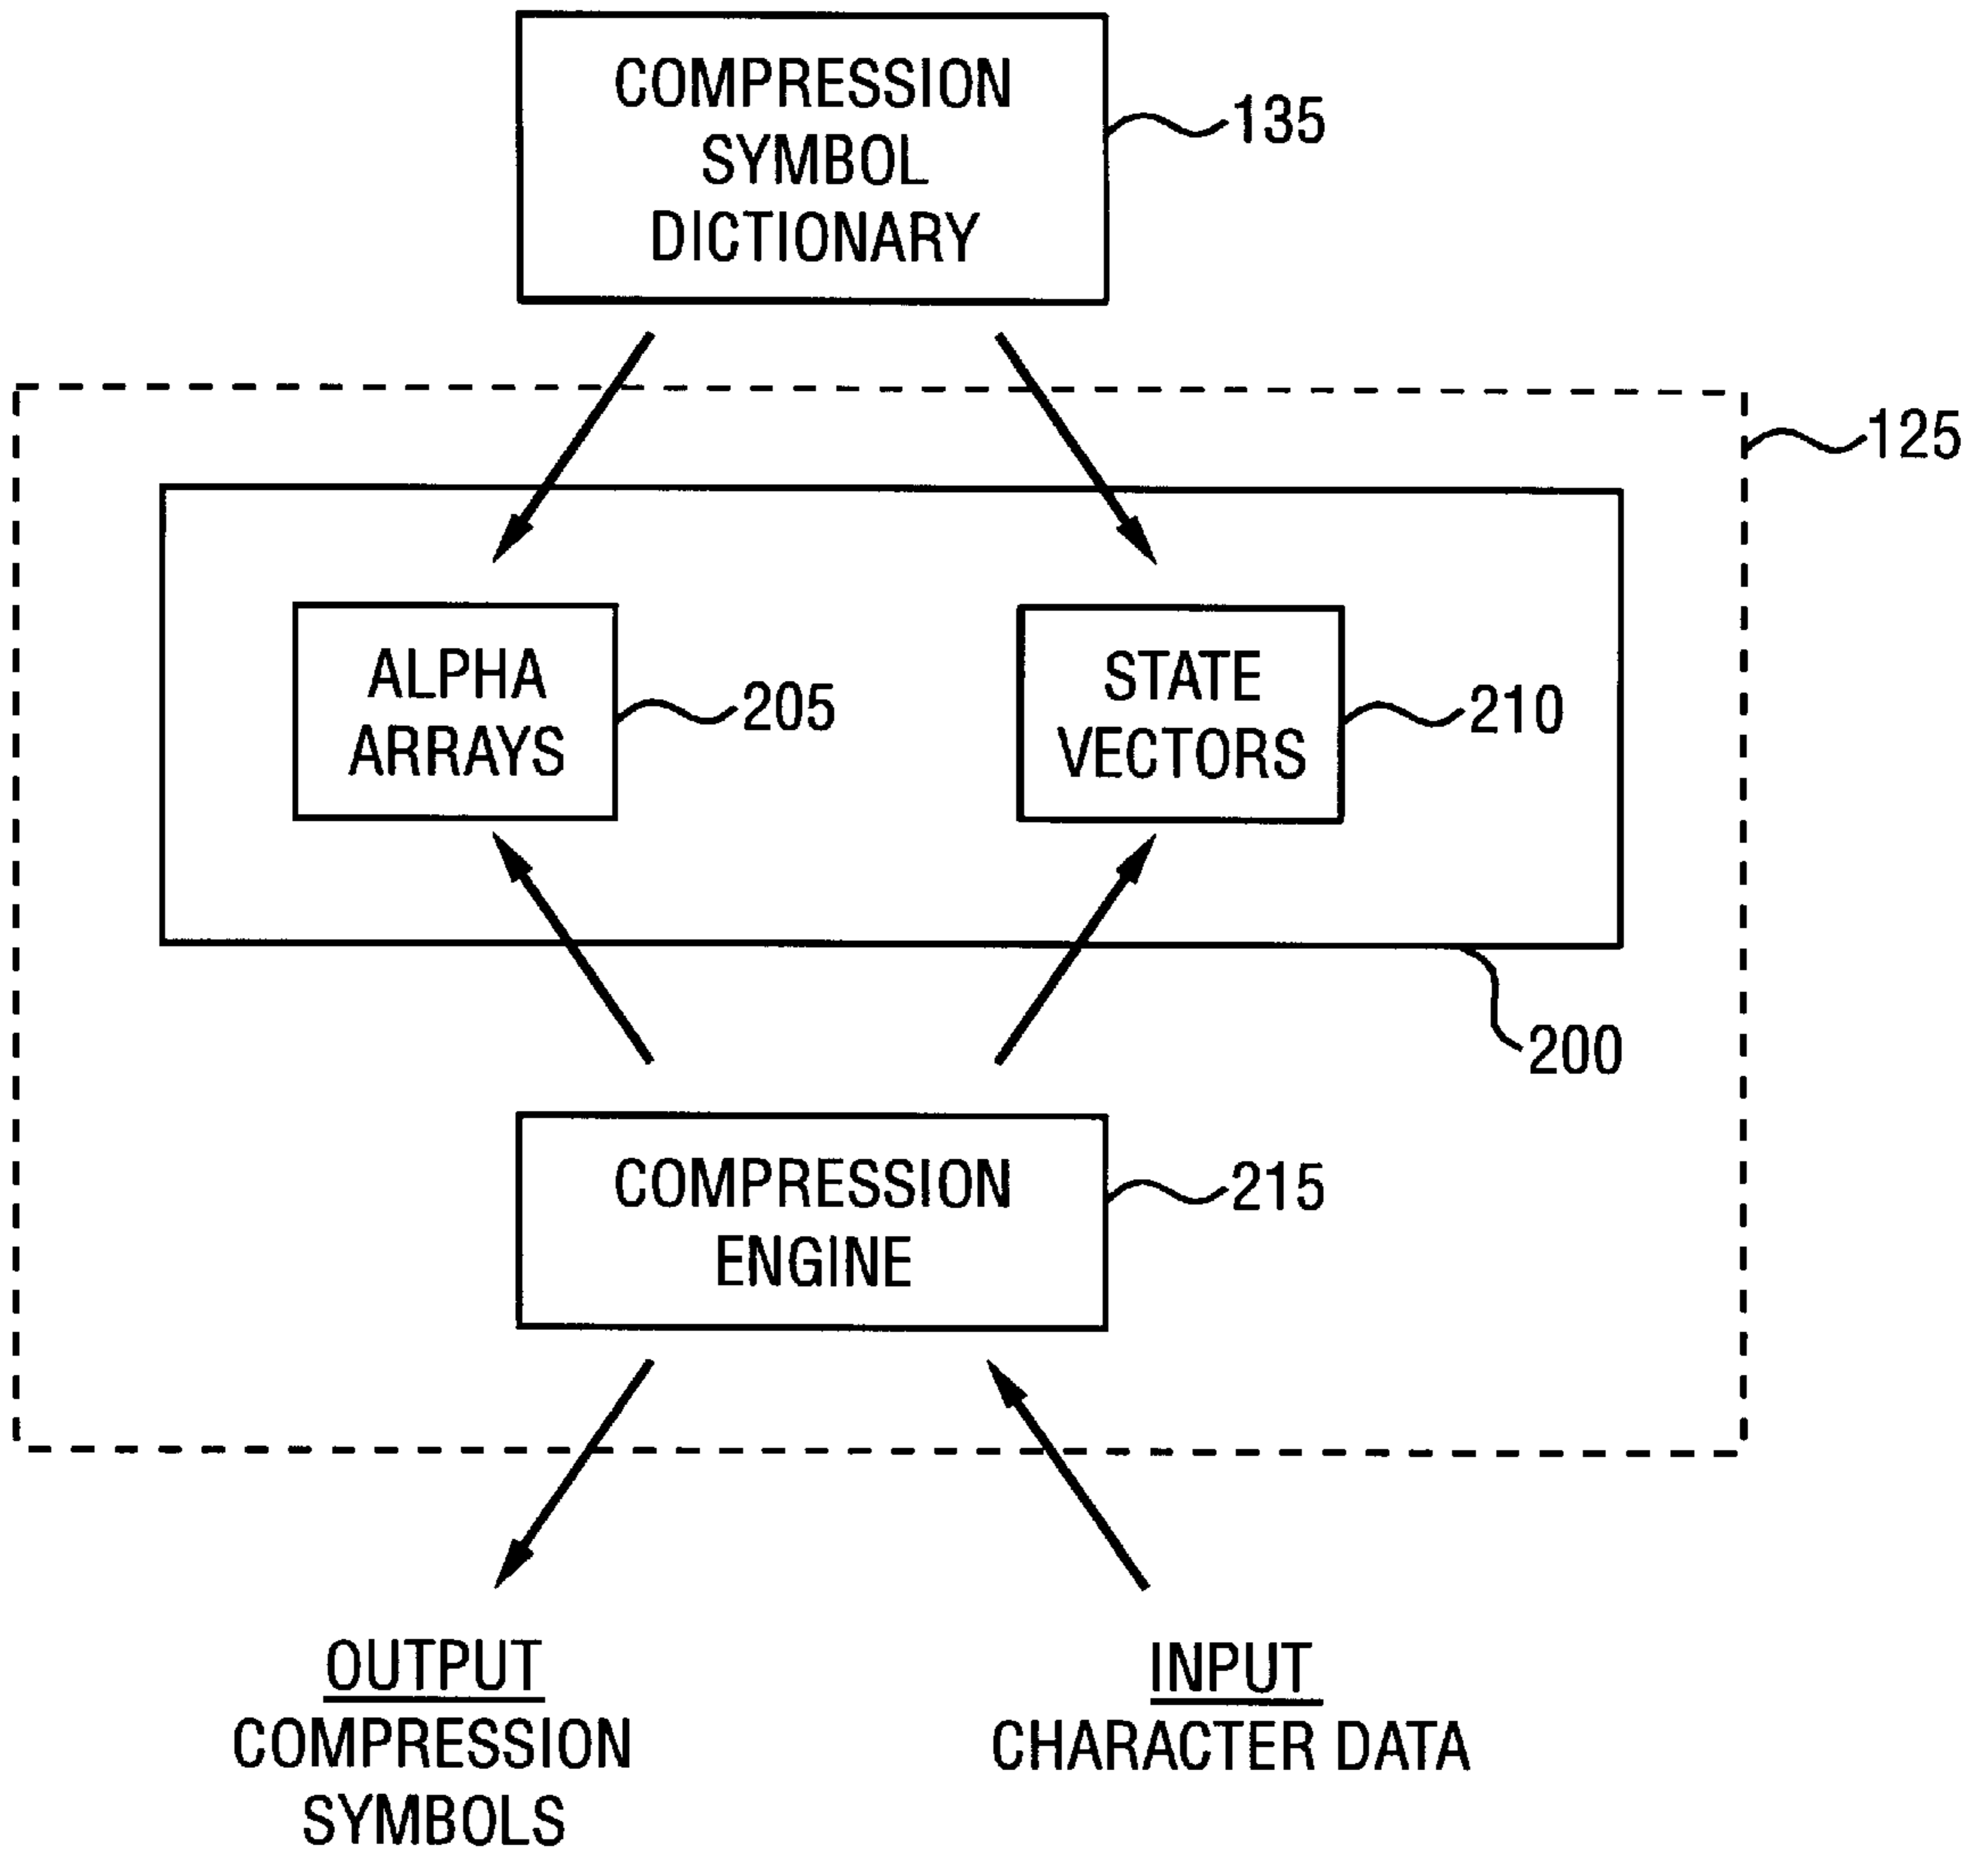 COMPRESSION
SYMBOL
DICTIONARY
135
125
ALPHA
ARRAYS
205
STATE
VECTORS
210
200
COMPRESSION
ENGINE
215
OUTPUT
COMPRESSION
SYMBOLS
INPUT
CHARACTER DATA